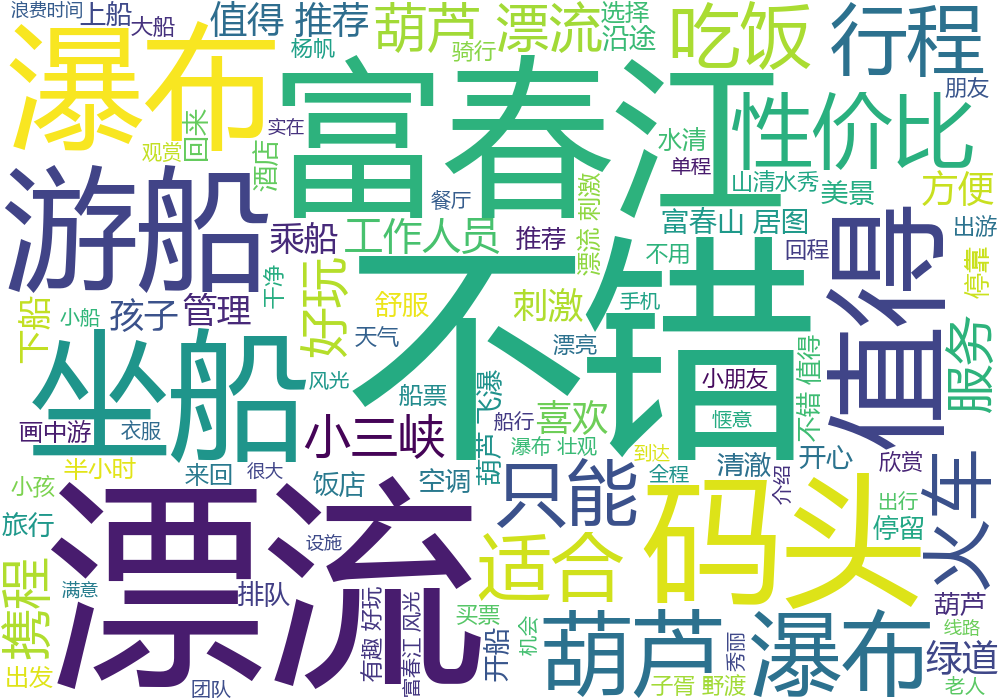 浪费时间
上船
大船
值得 推荐
葫芦 漂流
选择
沿途
吃饭
行程
杨帆
骑行
朋友
瀑布
富春江
性价比
实在
回来
观赏
酒店
水清
单程
山清水秀
美景
方便
游船
餐厅
刺激
富春山 居图
出游
乘船
工作人员
推荐
漂流
不用
回程
值得
停靠
干净
好玩
舒服
刺激
手机
下船
小船
孩子
管理
天气
漂亮
不错
不错 值得
服务
坐船
风光
船票
葫芦 飞瀑
小朋友
惬意
画中游
衣服
小三峡
船行
喜欢
瀑布 壮观
到达
开心
欣赏
半小时
来回
很大
饭店
空调
只能
全程
清澈
介绍
火车
小孩
旅行
漂流
设施
适合
码头
出行
停留
携程
满意
排队
有趣 好玩
富春江 风光
买票
开船
机会
葫芦 瀑布
秀丽
葫芦
线路
绿道
出发
团队
子胥 野渡
老人